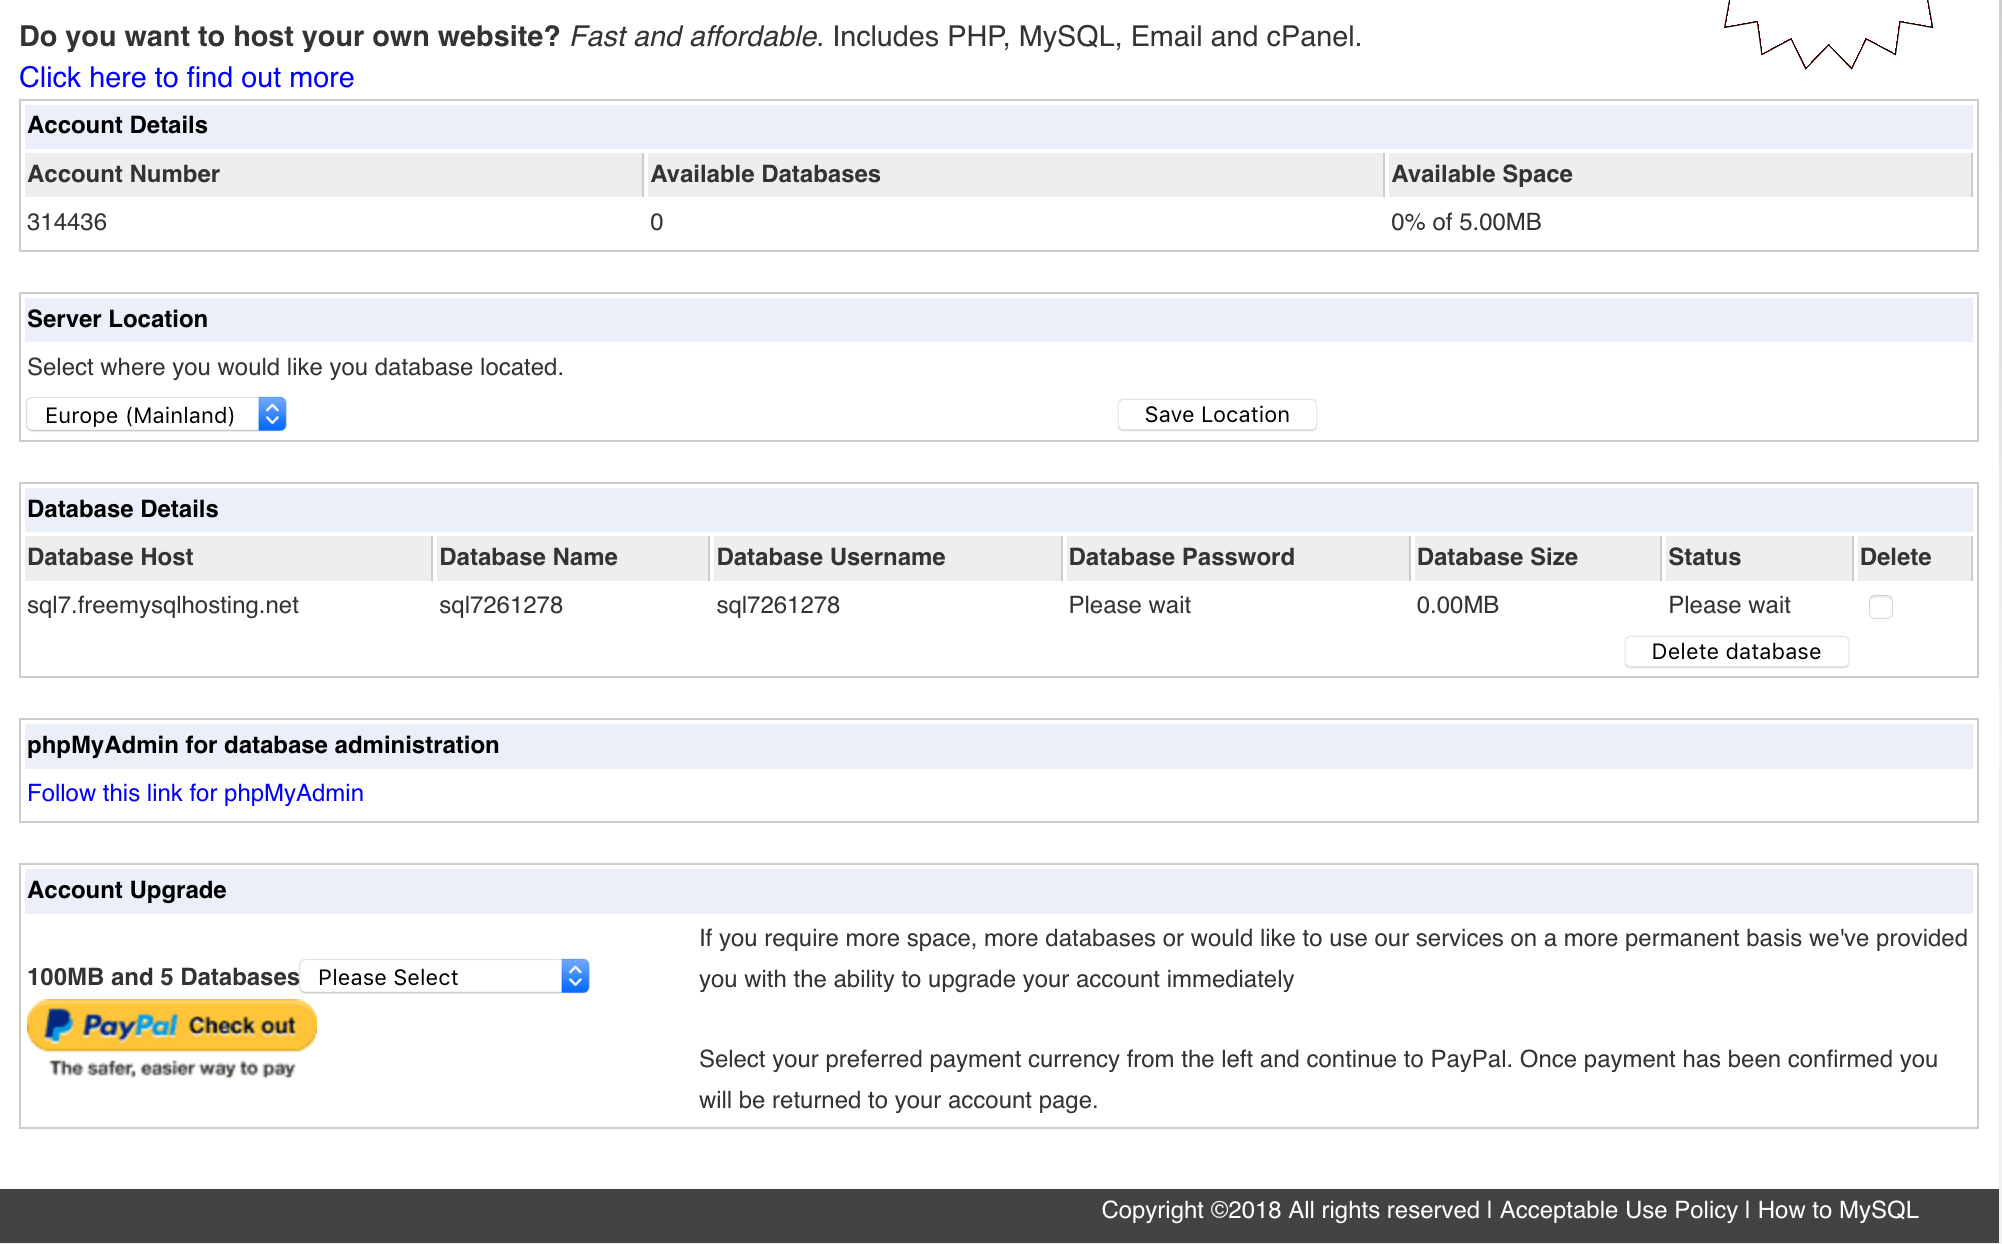 Do you want to host your own website? Fast and affordable. Includes PHP, MySQL, Email and cPanel.
Click here to find out more
Account Details
Account Number Available Databases Available Space
314436 0 0% of 5.00MB
Server Location
Select where you would like you database located.
Europe (Mainland) Save Location
Database Details
Database Host Database Name Database Username Database Password Database Size Status Delete
sql7.freemysqlhosting.net sql7261278 sql7261278 Please wait 0.00MB Please wait
Delete database
phpMyAdmin for database administration
Follow this link for phpMyAdmin
Account Upgrade
100MB and 5 Databases Please Select
PayPal Check out
The safer, easier way to pay
If you require more space, more databases or would like to use our services on a more permanent basis we've provided
you with the ability to upgrade your account immediately
Select your preferred payment currency from the left and continue to PayPal. Once payment has been confirmed you
will be returned to your account page.
Copyright ©2018 All rights reserved | Acceptable Use Policy | How to MySQL